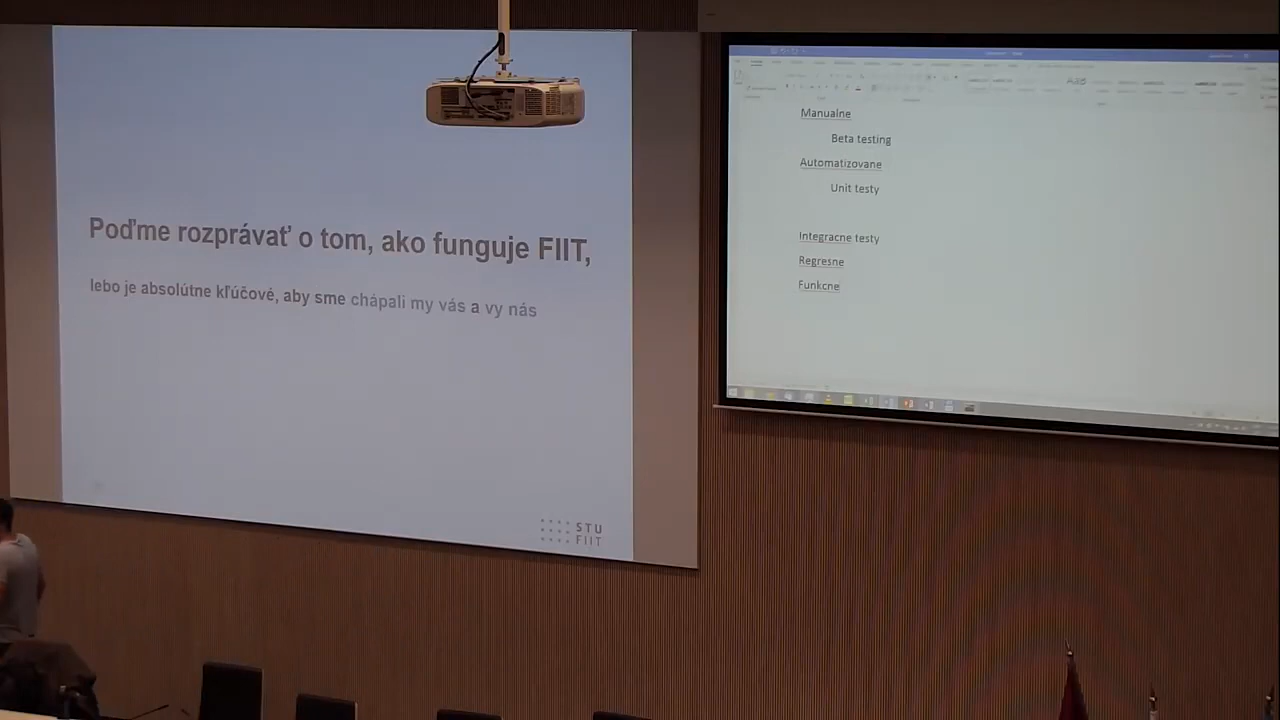 Poďme rozprávať o tom, ako funguje FIIT,
lebo je absolútne kľúčové, aby sme chápali my vás a vy nás
STU
FIIT
Manualne
Beta testing
Automatizovane
Unit testy
Integracne testy
Regresne
Funkcne